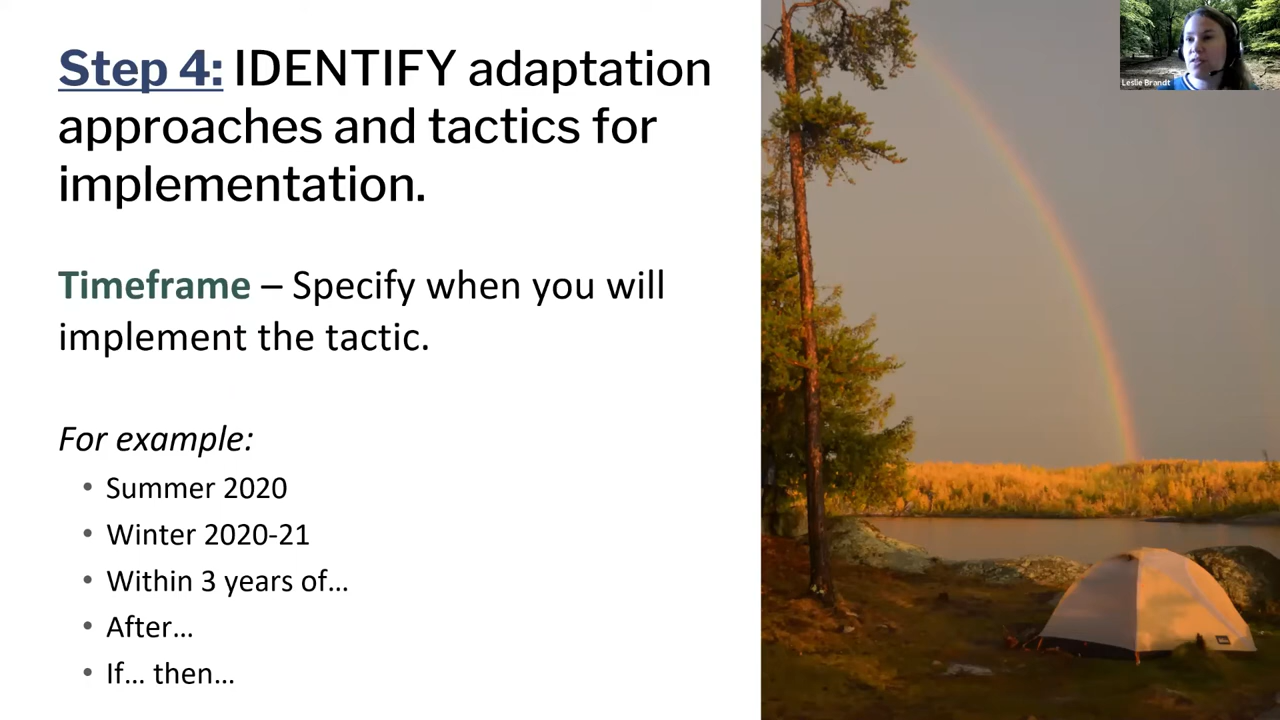 Step 4: IDENTIFY adaptation
approaches and tactics for
implementation.
Timeframe – Specify when you will
implement the tactic.
For example:
• Summer 2020
• Winter 2020-21
• Within 3 years of…
• After…
• If… then…
Leslie Brandt